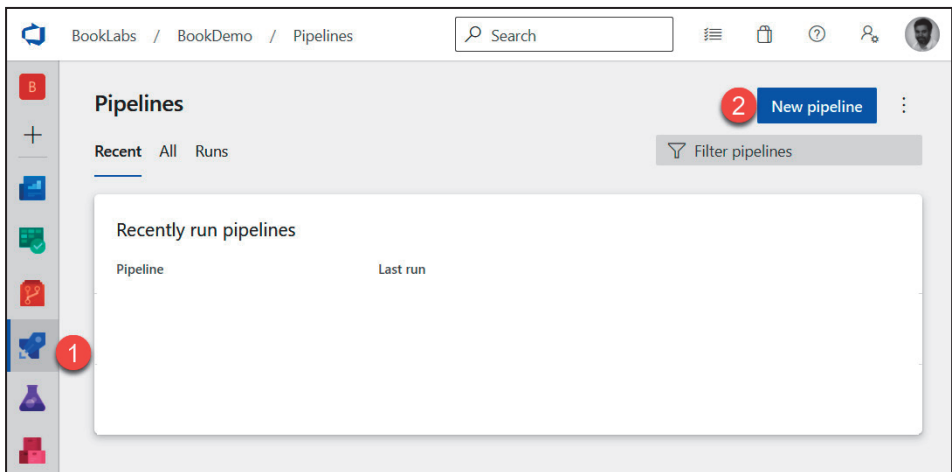 BookLabs / BookDemo / Pipelines Search
B
Pipelines
2 New pipeline
Recent All Runs
Filter pipelines
Recently run pipelines
Pipeline Last run
1